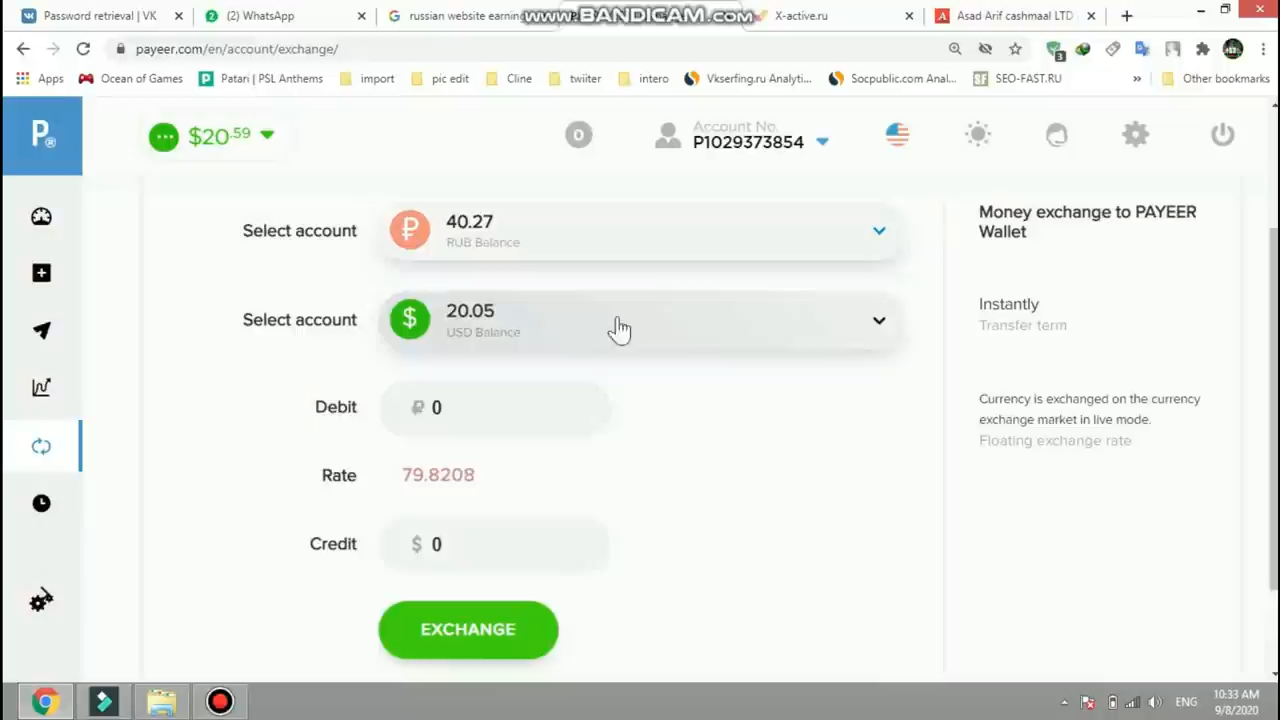 Password retrieval | VK
(2) WhatsApp
russian website earnin
www.BANDICAM.com
X-active.ru
Asad Arif cashmaal LTD
payeer.com/en/account/exchange/
3
Apps
Ocean of Games
Patari | PSL Anthems
import
pic edit
Cline
twiiter
intero
Vkserfing.ru Analyti...
Socpublic.com Anal...
SEO-FAST.RU
»
Other bookmarks
P
$20.59
0
Account No.
P1029373854
Select account
₽
40.27
RUB Balance
Select account
$
20.05
USD Balance
Debit
₽ 0
Rate
79.8208
Credit
$ 0
EXCHANGE
Money exchange to PAYEER
Wallet
Instantly
Transfer term
Currency is exchanged on the currency
exchange market in live mode.
Floating exchange rate
ENG
10:33 AM
9/8/2020